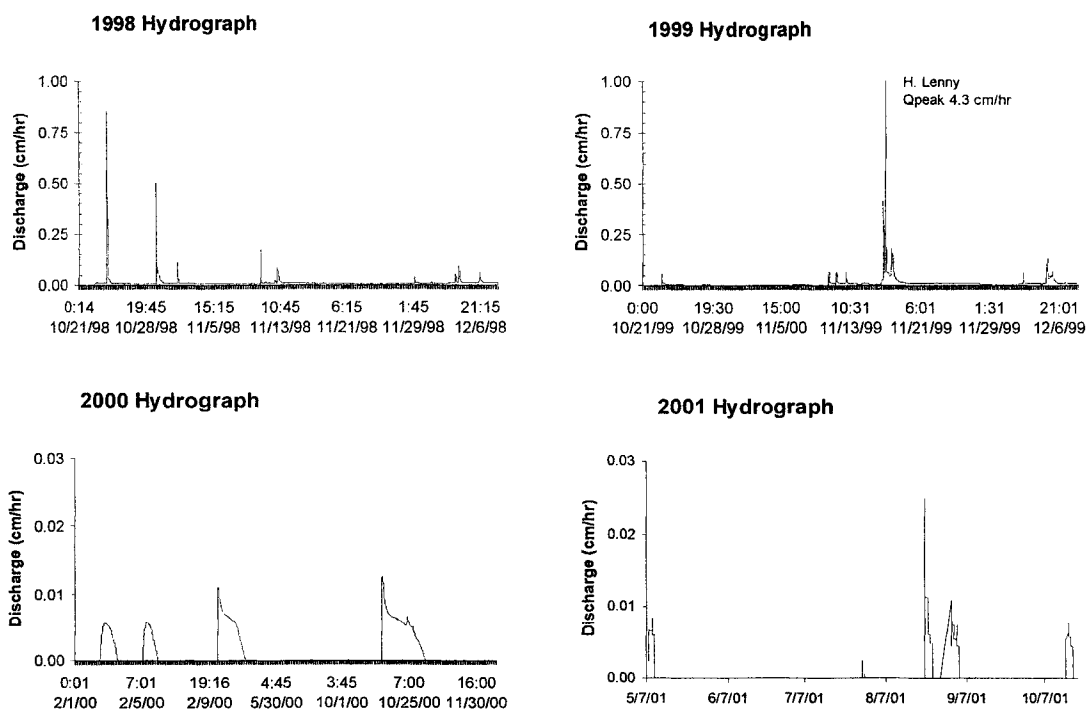 1998 Hydrograph
Discharge (cm/hr)
1.00
0.75
0.50
0.25
0.00
0:14 19:45 15:15 10:45 6:15 1:45 21:15
10/21/98 10/28/98 11/5/98 11/13/98 11/21/98 11/29/98 12/6/98
1999 Hydrograph
H. Lenny
Qpeak 4.3 cm/hr
Discharge (cm/hr)
1.00
0.75
0.50
0.25
0.00
0:00 19:30 15:00 10:31 6:01 1:31 21:01
10/21/99 10/28/99 11/5/00 11/13/99 11/21/99 11/29/99 12/6/99
2000 Hydrograph
Discharge (cm/hr)
0.03
0.02
0.01
0.00
0:01 7:01 19:16 4:45 3:45 7:00 16:00
2/1/00 2/5/00 2/9/00 5/30/00 10/1/00 10/25/00 11/30/00
2001 Hydrograph
Discharge (cm/hr)
0.03
0.02
0.01
0.00
5/7/01 6/7/01 7/7/01 8/7/01 9/7/01 10/7/01